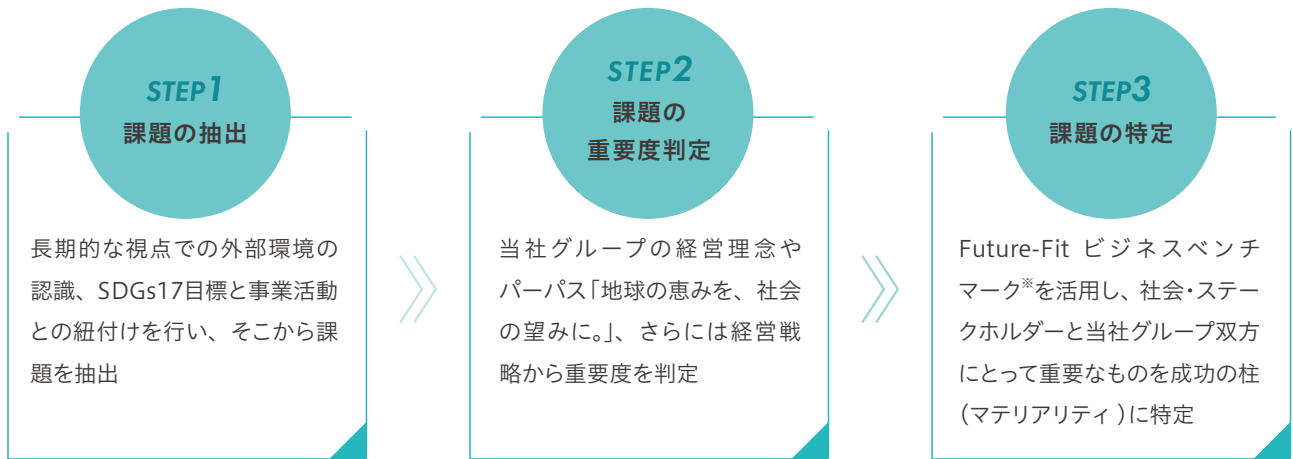 STEP1
課題の抽出
長期的な視点での外部環境の
認識、SDGs17目標と事業活動
との紐付けを行い、そこから課
題を抽出
STEP2
課題の
重要度判定
当社グループの経営理念や
パーパス「地球の恵みを、社会
の望みに。」、さらには経営戦
略から重要度を判定
STEP3
課題の特定
Future-Fit ビジネスベンチ
マーク※を活用し、社会・ステー
クホルダーと当社グループ双方
にとって重要なものを成功の柱
(マテリアリティ)に特定